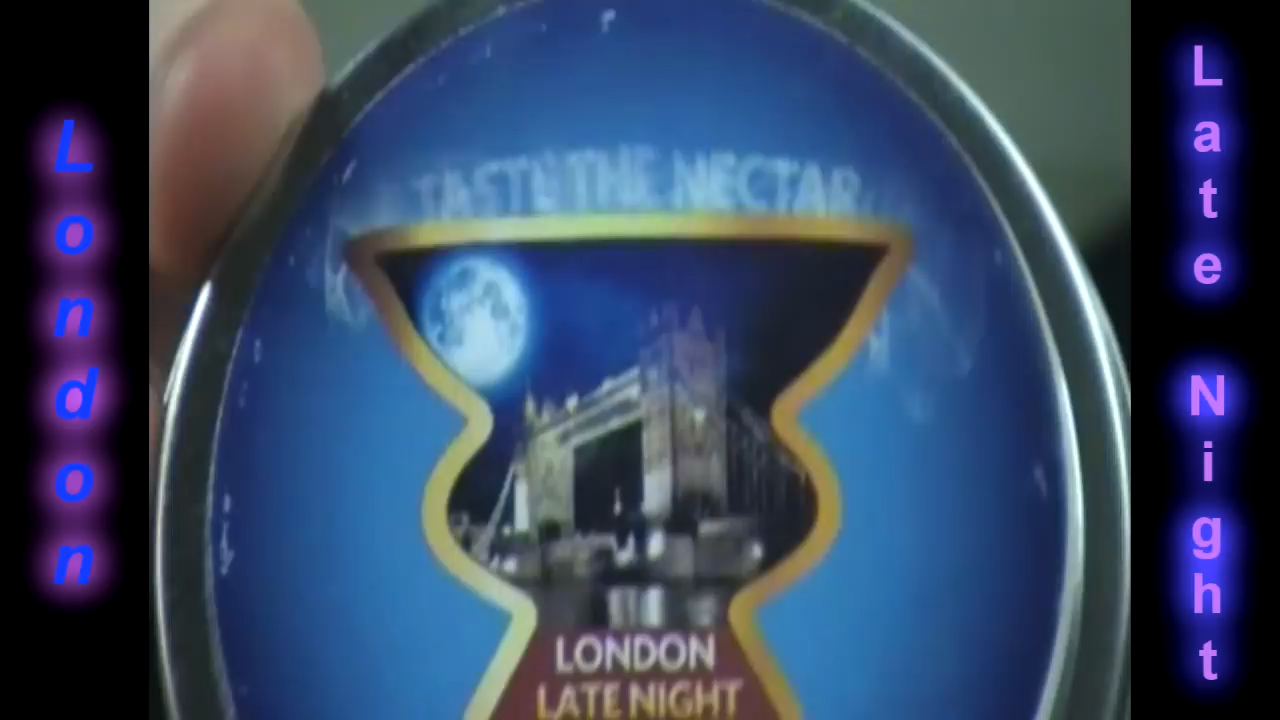 London
TASTE THE NECTAR
LONDON
LATE NIGHT
Late Night